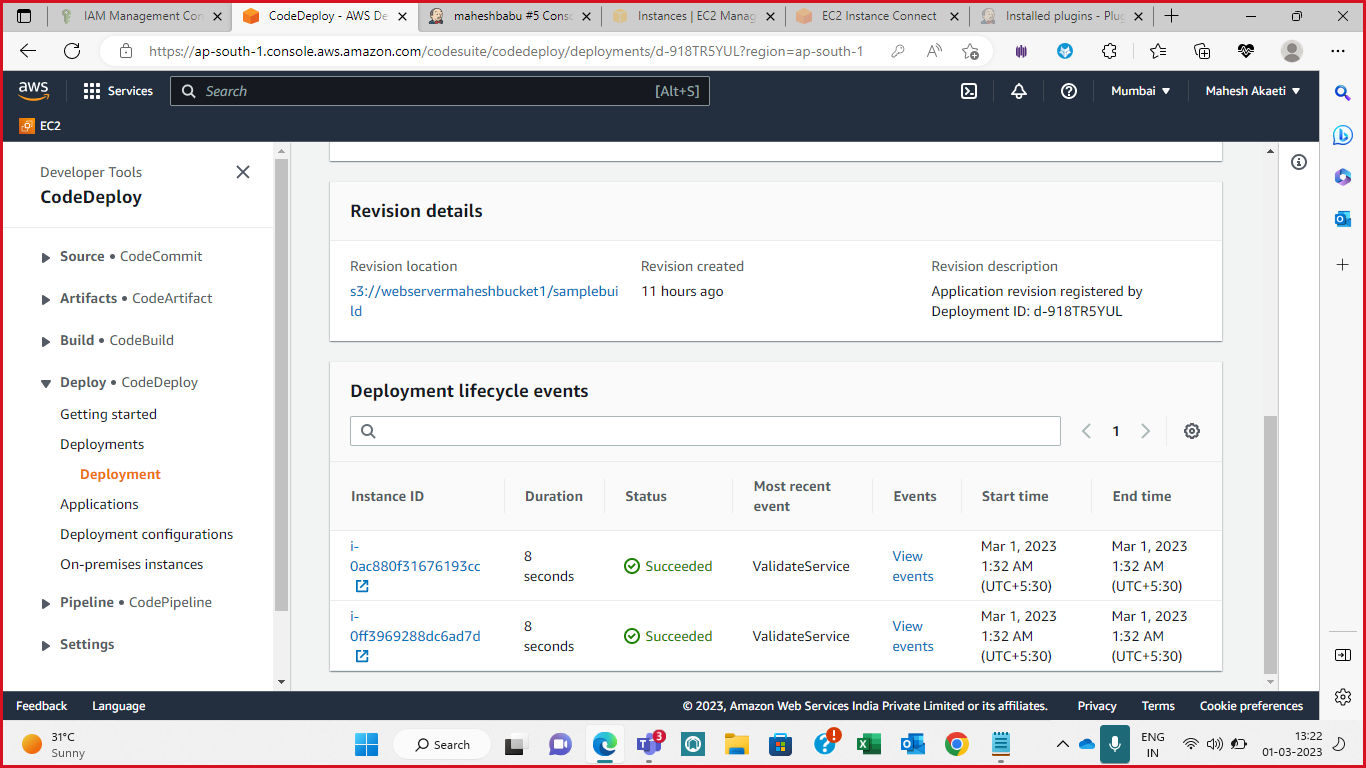 IAM Management Con
CodeDeploy - AWS De
maheshbabu #5 Conso
Instances | EC2 Manag
EC2 Instance Connect
Installed plugins - Plug
https://ap-south-1.console.aws.amazon.com/codesuite/codedeploy/deployments/d-918TR5YUL?region=ap-south-1
aws
Services
Search
[Alt+S]
Mumbai
Mahesh Akaeti
EC2
Developer Tools
CodeDeploy
Source • CodeCommit
Artifacts • CodeArtifact
Build • CodeBuild
Deploy • CodeDeploy
Getting started
Deployments
Deployment
Applications
Deployment configurations
On-premises instances
Pipeline • CodePipeline
Settings
Revision details
Revision location
s3://webservermaheshbucket1/samplebui
ld
Revision created
11 hours ago
Revision description
Application revision registered by
Deployment ID: d-918TR5YUL
Deployment lifecycle events
1
Instance ID
Duration
Status
Most recent
event
Events
Start time
End time
i-
0ac880f31676193cc
8
seconds
Succeeded
ValidateService
View
events
Mar 1, 2023
1:32 AM
(UTC+5:30)
Mar 1, 2023
1:32 AM
(UTC+5:30)
i-
0ff3969288dc6ad7d
8
seconds
Succeeded
ValidateService
View
events
Mar 1, 2023
1:32 AM
(UTC+5:30)
Mar 1, 2023
1:32 AM
(UTC+5:30)
Feedback
Language
© 2023, Amazon Web Services India Private Limited or its affiliates.
Privacy
Terms
Cookie preferences
31°C
Sunny
Search
3
ENG
IN
13:22
01-03-2023